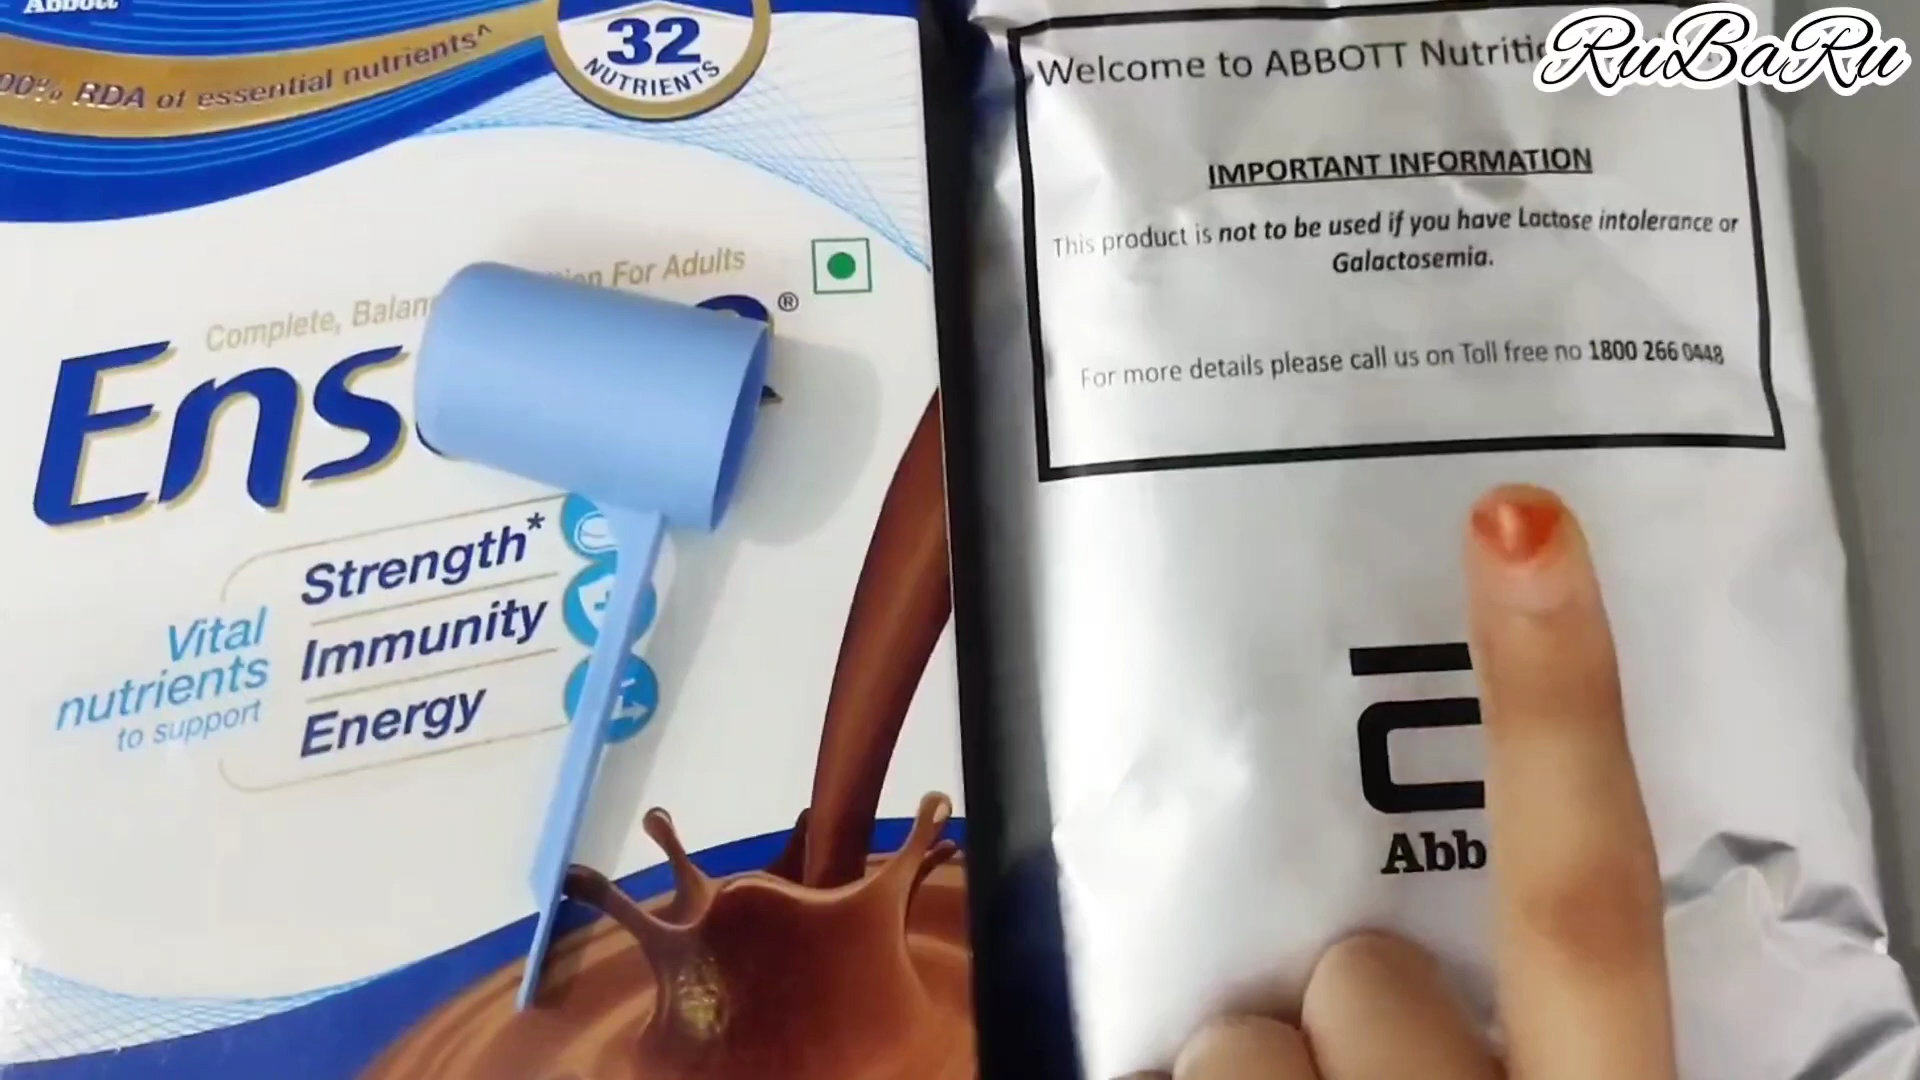 Abbott
00% RDA of essential nutrients^
32
NUTRIENTS
Complete, Balan on For Adults
Ens ®
Strength*
Immunity
Energy
Vital
nutrients
to support
Welcome to ABBOTT Nutriti
RuBaRu
IMPORTANT INFORMATION
This product is not to be used if you have Lactose intolerance or
Galactosemia.
For more details please call us on Toll free no 1800 266 0448
Abb